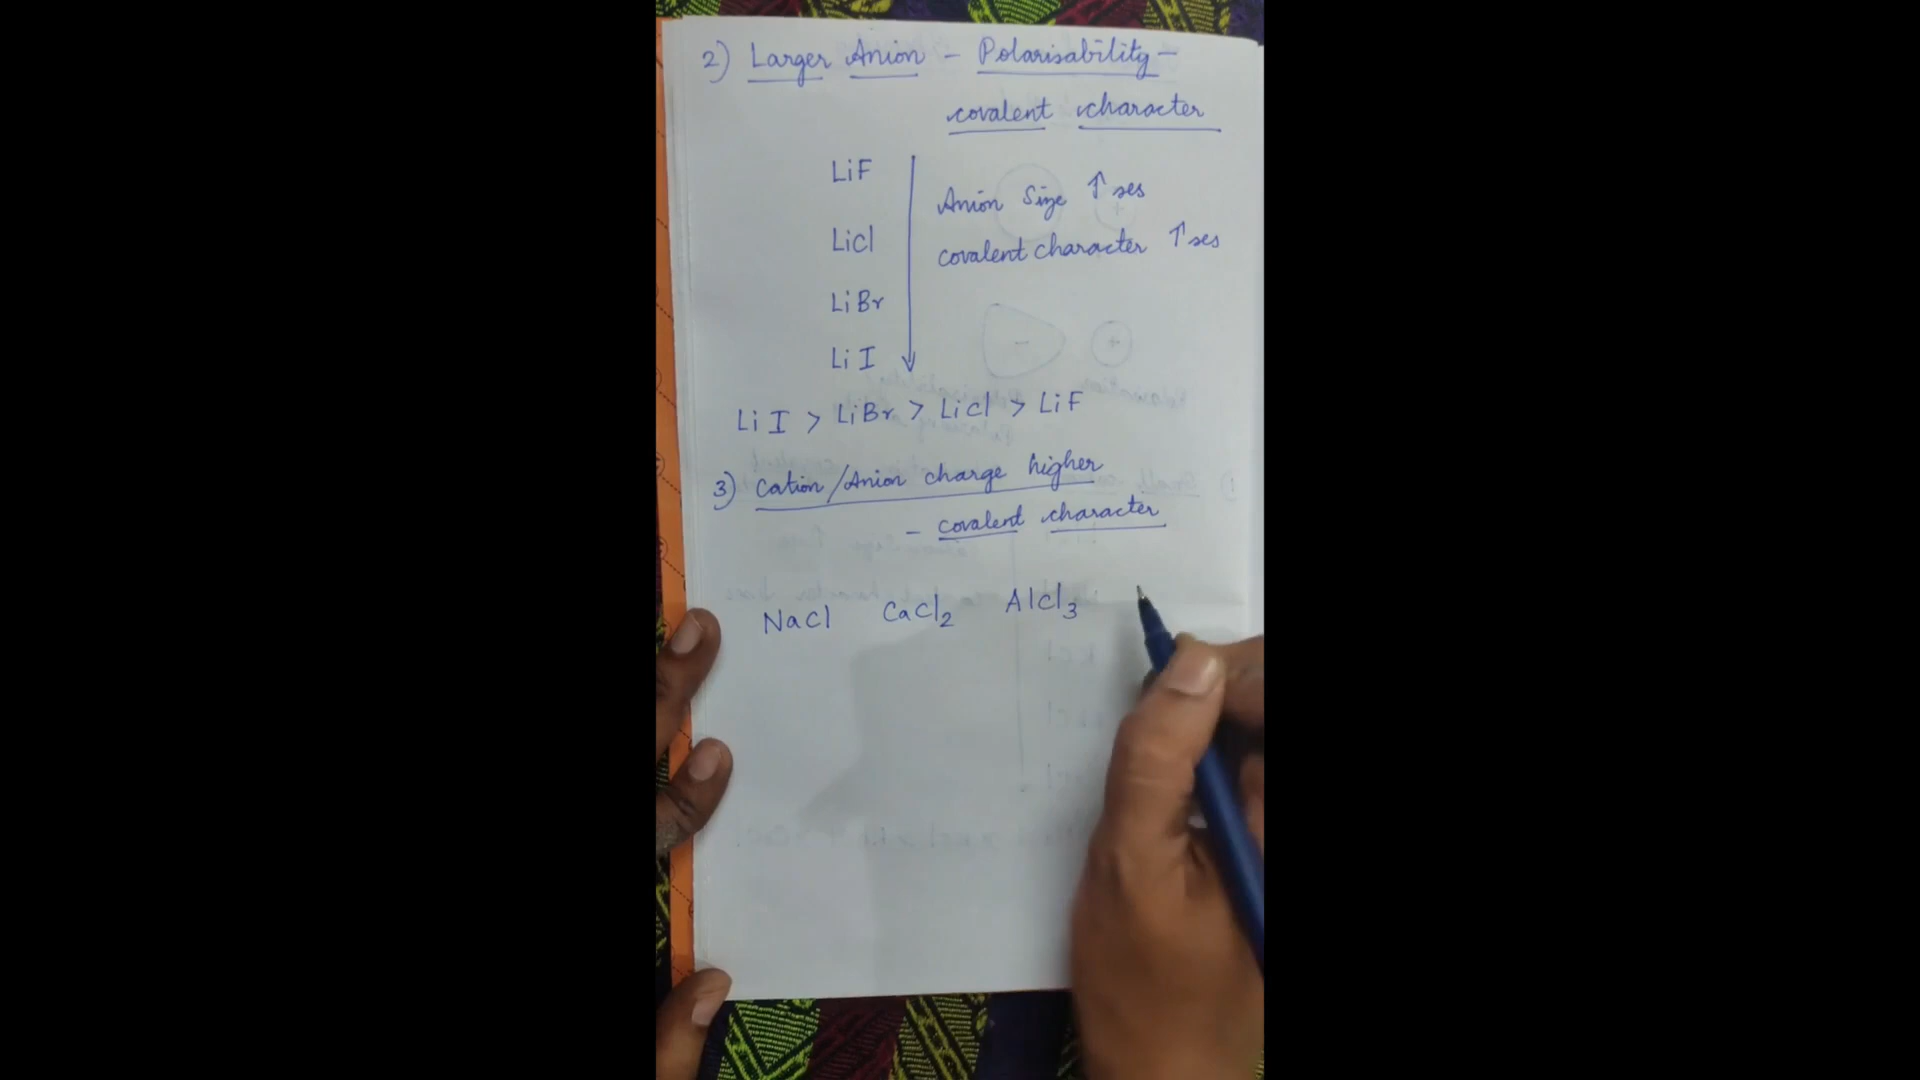 2) Larger Anion - Polarisability -
covalent character
LiF
Anion Size ↑ses
LiCl
covalent character ↑ses
LiBr
LiI
LiI > LiBr > LiCl > LiF
3) Cation/Anion charge higher
- covalent character
NaCl CaCl2 AlCl3